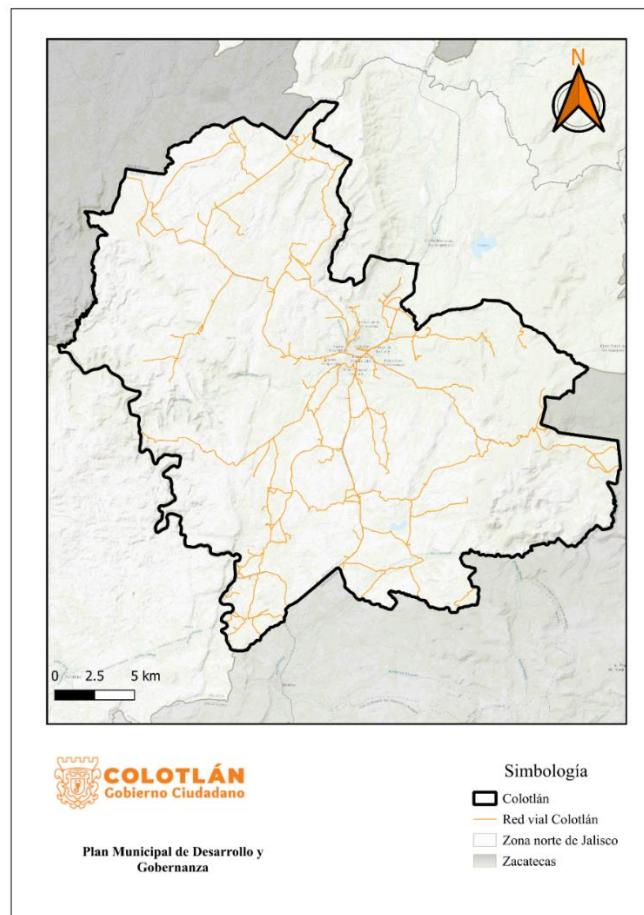 N
0 2.5 5 km
COLOTLÁN
Gobierno Ciudadano
Plan Municipal de Desarrollo y
Gobernanza
Simbología
Colotlán
Red vial Colotlán
Zona norte de Jalisco
Zacatecas